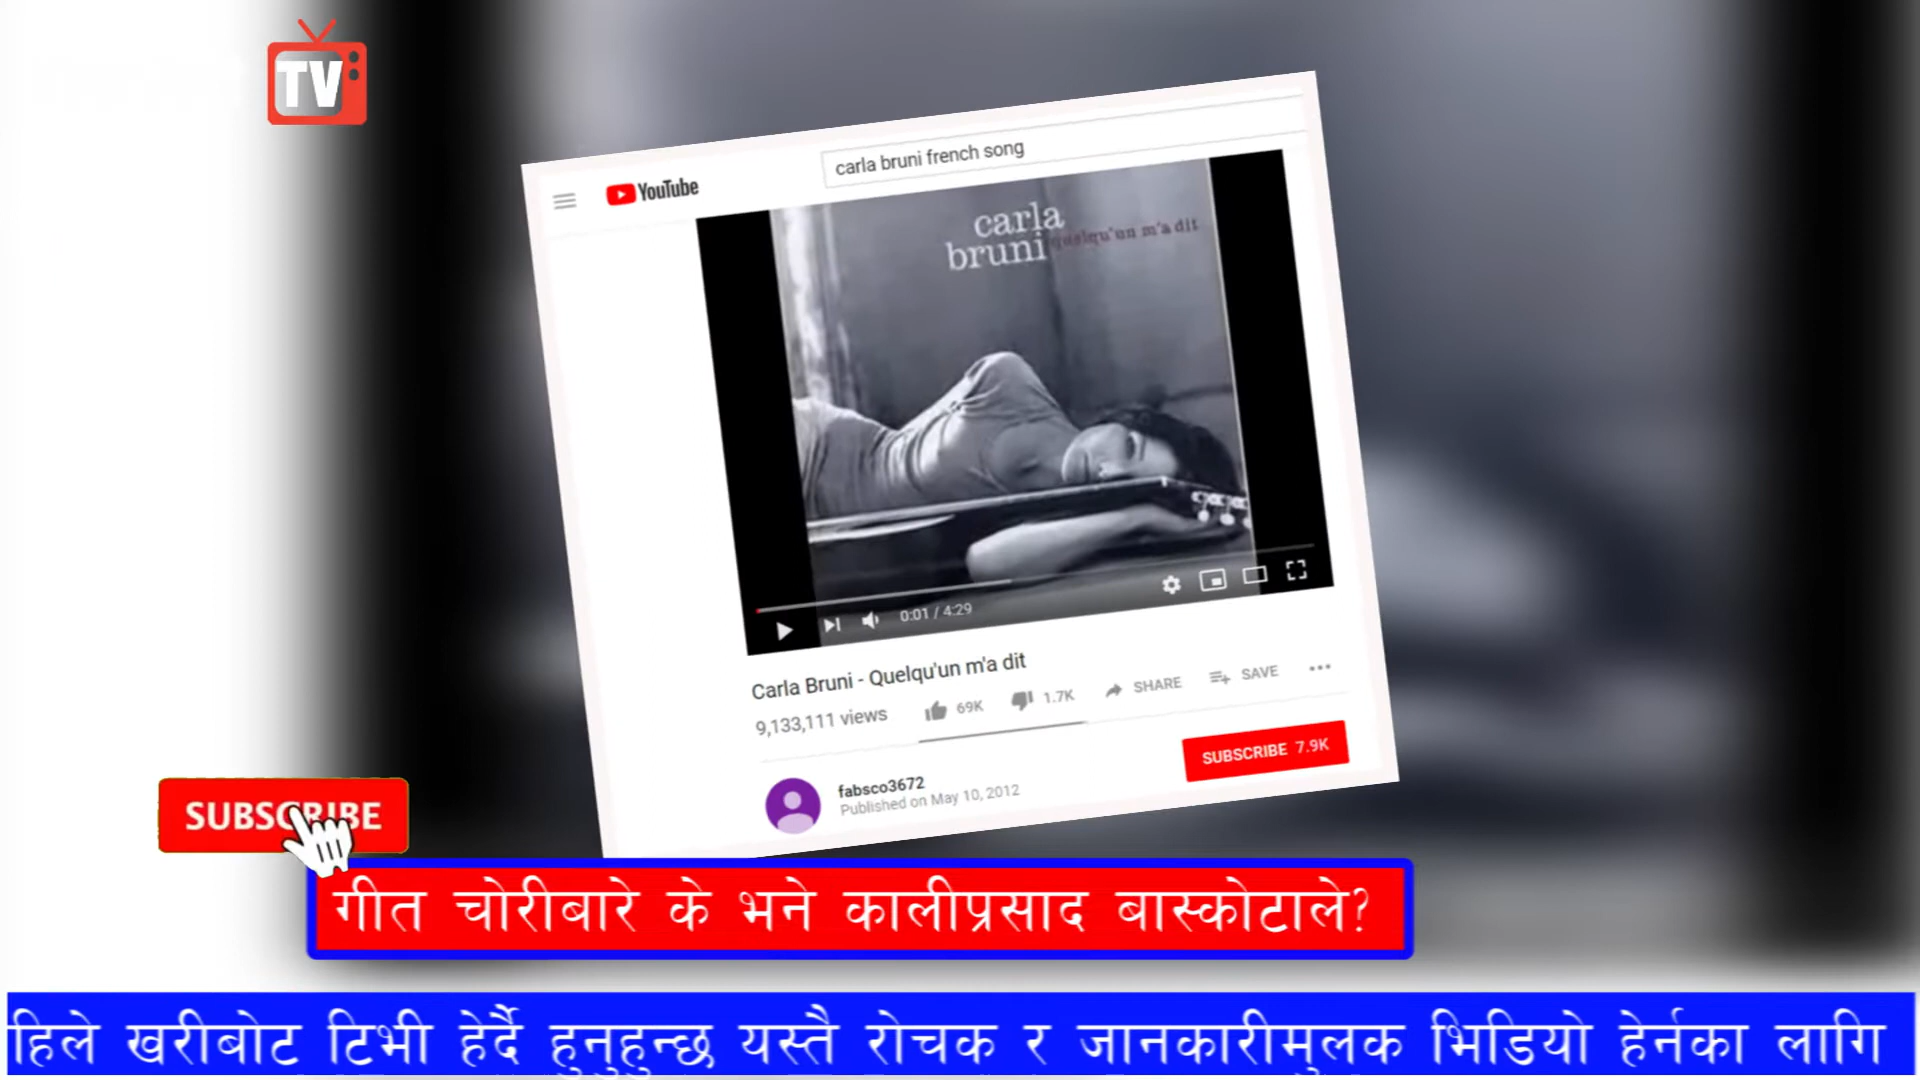 TV
YouTube
carla bruni french song
carla
bruni quelqu'un m'a dit
0:01 / 4:29
Carla Bruni - Quelqu'un m'a dit
9,133,111 views 69K 1.7K SHARE SAVE
fabsco3672
Published on May 10, 2012
SUBSCRIBE 7.9K
SUBSCRIBE
गीत चोरीबारे के भने कालीप्रसाद बास्कोटाले?
हिले खरीबोट टिभी हेर्दै हुनुहुन्छ यस्तै रोचक र जानकारीमुलक भिडियो हेर्नका लागि